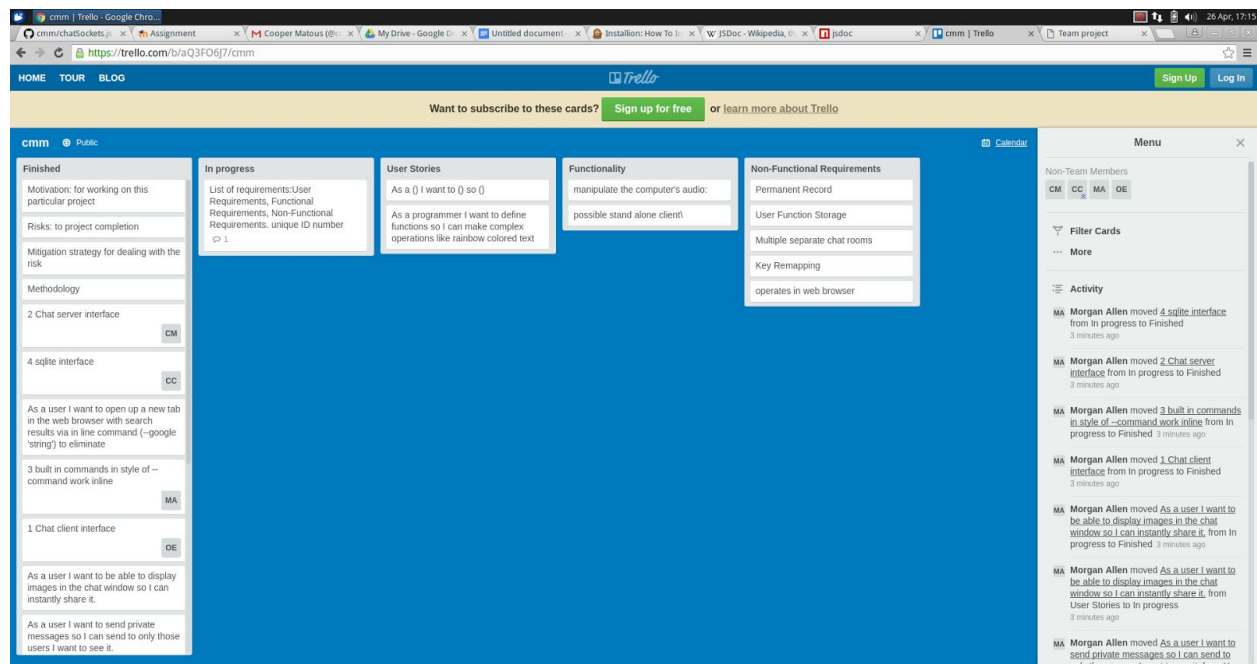 cmm | Trello - Google Chro...
26 Apr, 17:15
cmm/chatSockets.js
Assignment
Cooper Matous (@c
My Drive - Google Dr
Untitled document
Installion: How To In
JSDoc - Wikipedia, th
jsdoc
cmm | Trello
Team project
https://trello.com/b/aQ3FO6J7/cmm
HOME TOUR BLOG
Trello
Sign Up
Log In
Want to subscribe to these cards? Sign up for free or learn more about Trello
cmm Public
Calendar
Finished
Motivation: for working on this
particular project
Risks: to project completion
Mitigation strategy for dealing with the
risk
Methodology
2 Chat server interface
CM
4 sqlite interface
CC
As a user I want to open up a new tab
in the web browser with search
results via in line command (--google
'string') to eliminate
3 built in commands in style of --
command work inline
MA
1 Chat client interface
OE
As a user I want to be able to display
images in the chat window so I can
instantly share it.
As a user I want to send private
messages so I can send to only those
users I want to see it.
In progress
List of requirements:User
Requirements, Functional
Requirements, Non-Functional
Requirements. unique ID number
1
User Stories
As a () I want to () so ()
As a programmer I want to define
functions so I can make complex
operations like rainbow colored text
Functionality
manipulate the computer's audio:
possible stand alone client\
Non-Functional Requirements
Permanent Record
User Function Storage
Multiple separate chat rooms
Key Remapping
operates in web browser
Menu
Non-Team Members
CM CC MA OE
Filter Cards
More
Activity
MA Morgan Allen moved 4 sqlite interface
from In progress to Finished
3 minutes ago
MA Morgan Allen moved 2 Chat server
interface from In progress to Finished
3 minutes ago
MA Morgan Allen moved 3 built in commands
in style of --command work inline from In
progress to Finished 3 minutes ago
MA Morgan Allen moved 1 Chat client
interface from In progress to Finished
3 minutes ago
MA Morgan Allen moved As a user I want to
be able to display images in the chat
window so I can instantly share it. from In
progress to Finished 3 minutes ago
MA Morgan Allen moved As a user I want to
be able to display images in the chat
window so I can instantly share it. from
User Stories to In progress
3 minutes ago
MA Morgan Allen moved As a user I want to
send private messages so I can send to